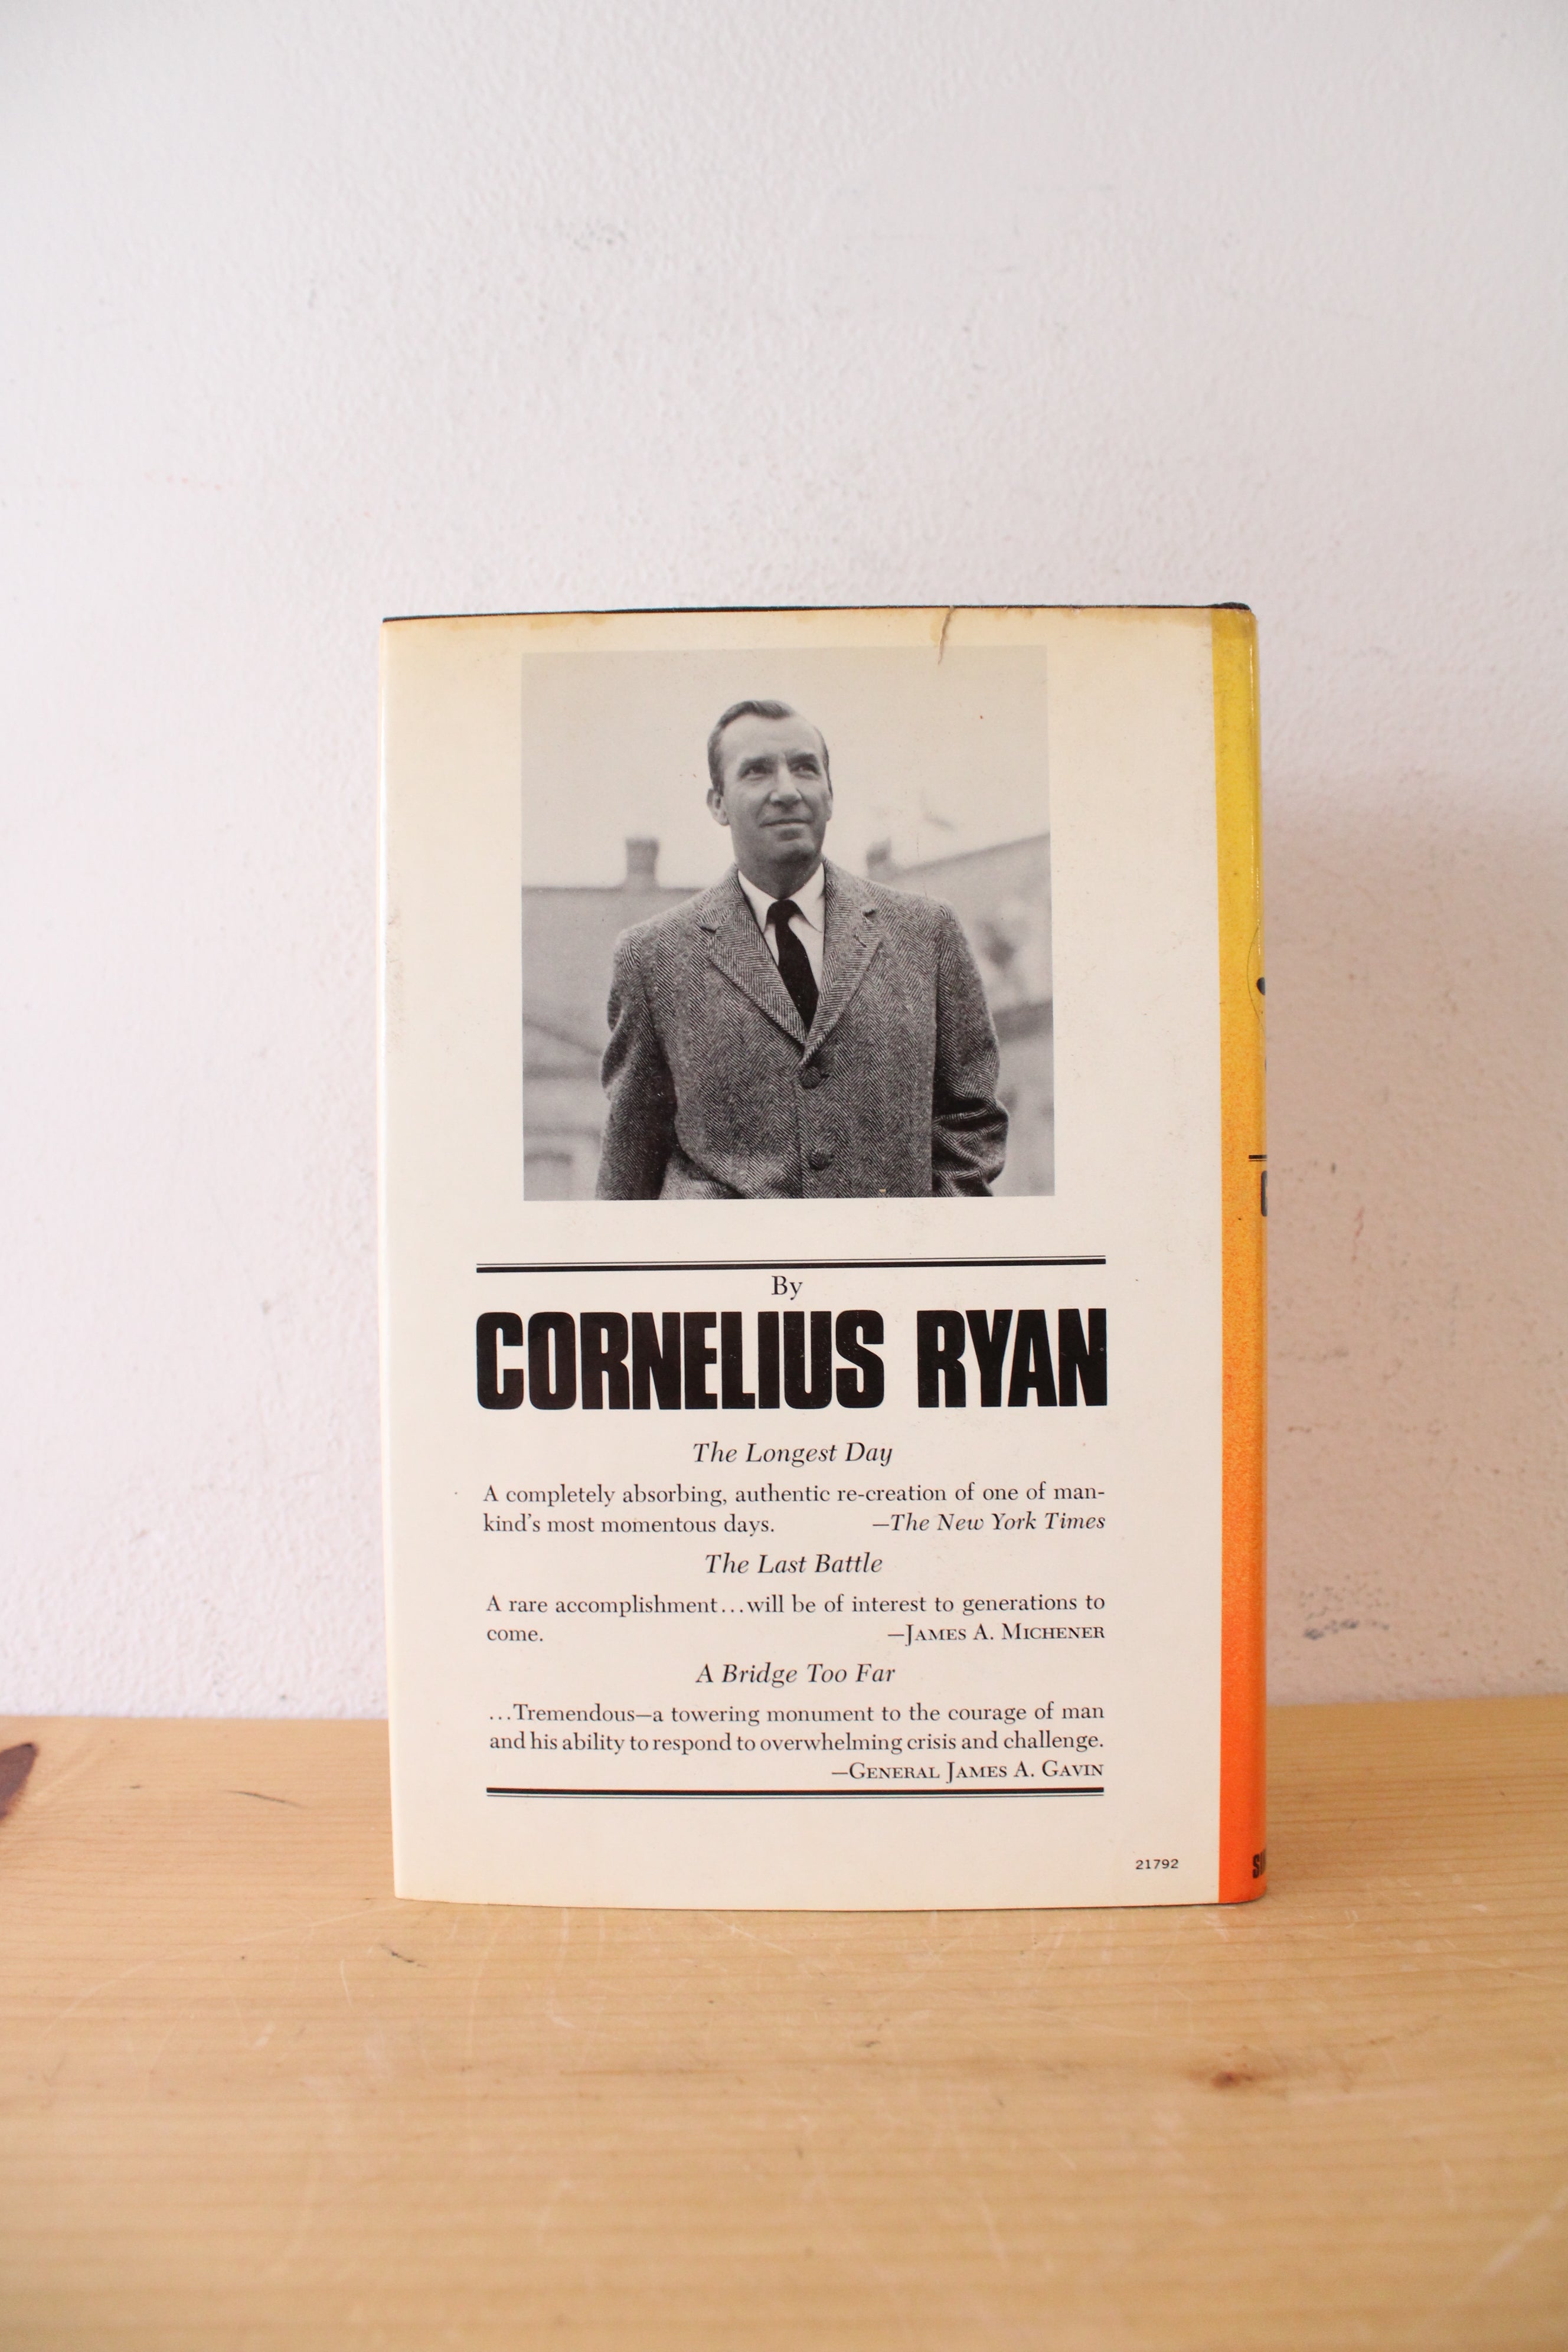 By
CORNELIUS RYAN
The Longest Day
A completely absorbing, authentic re-creation of one of man-
kind's most momentous days. —The New York Times
The Last Battle
A rare accomplishment...will be of interest to generations to
come. —JAMES A. MICHENER
A Bridge Too Far
...Tremendous—a towering monument to the courage of man
and his ability to respond to overwhelming crisis and challenge.
—GENERAL JAMES A. GAVIN
21792